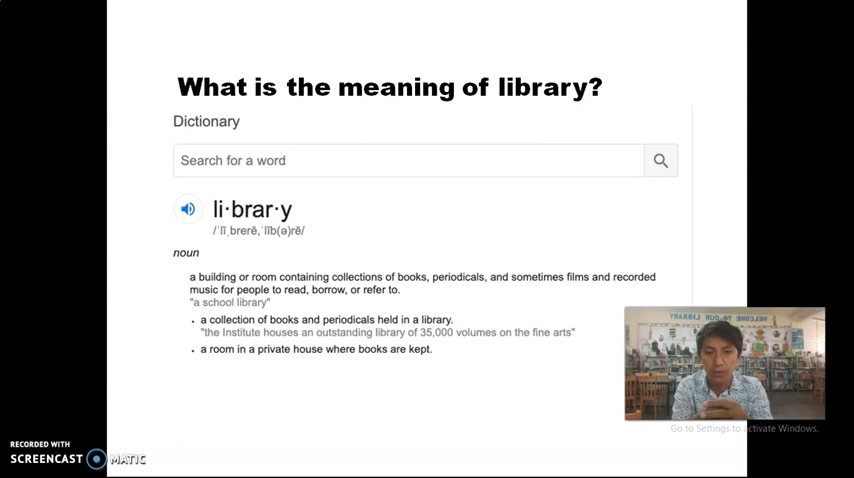 What is the meaning of library?
Dictionary
Search for a word
li·brar·y
/ˈlīˌbrerē,ˈlīb(ə)rē/
noun
a building or room containing collections of books, periodicals, and sometimes films and recorded
music for people to read, borrow, or refer to.
"a school library"
• a collection of books and periodicals held in a library.
"the Institute houses an outstanding library of 35,000 volumes on the fine arts"
• a room in a private house where books are kept.
WELCOME TO OUR LIBRARY
Go to Settings to activate Windows.
RECORDED WITH
SCREENCAST MATIC